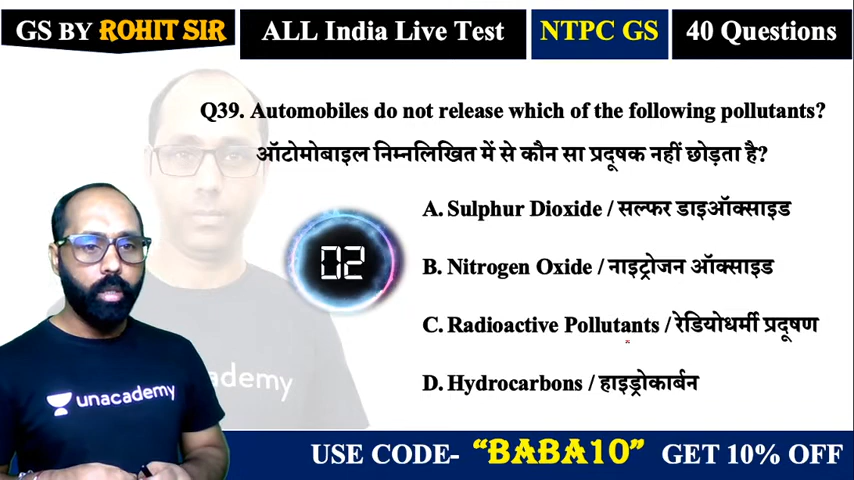 GS BY ROHIT SIR
ALL India Live Test
NTPC GS
40 Questions
Q39. Automobiles do not release which of the following pollutants?
ऑटोमोबाइल निम्नलिखित में से कौन सा प्रदूषक नहीं छोड़ता है?
02
A. Sulphur Dioxide / सल्फर डाइऑक्साइड
B. Nitrogen Oxide / नाइट्रोजन ऑक्साइड
C. Radioactive Pollutants / रेडियोधर्मी प्रदूषण
D. Hydrocarbons / हाइड्रोकार्बन
unacademy
ademy
USE CODE- “BABA10” GET 10% OFF